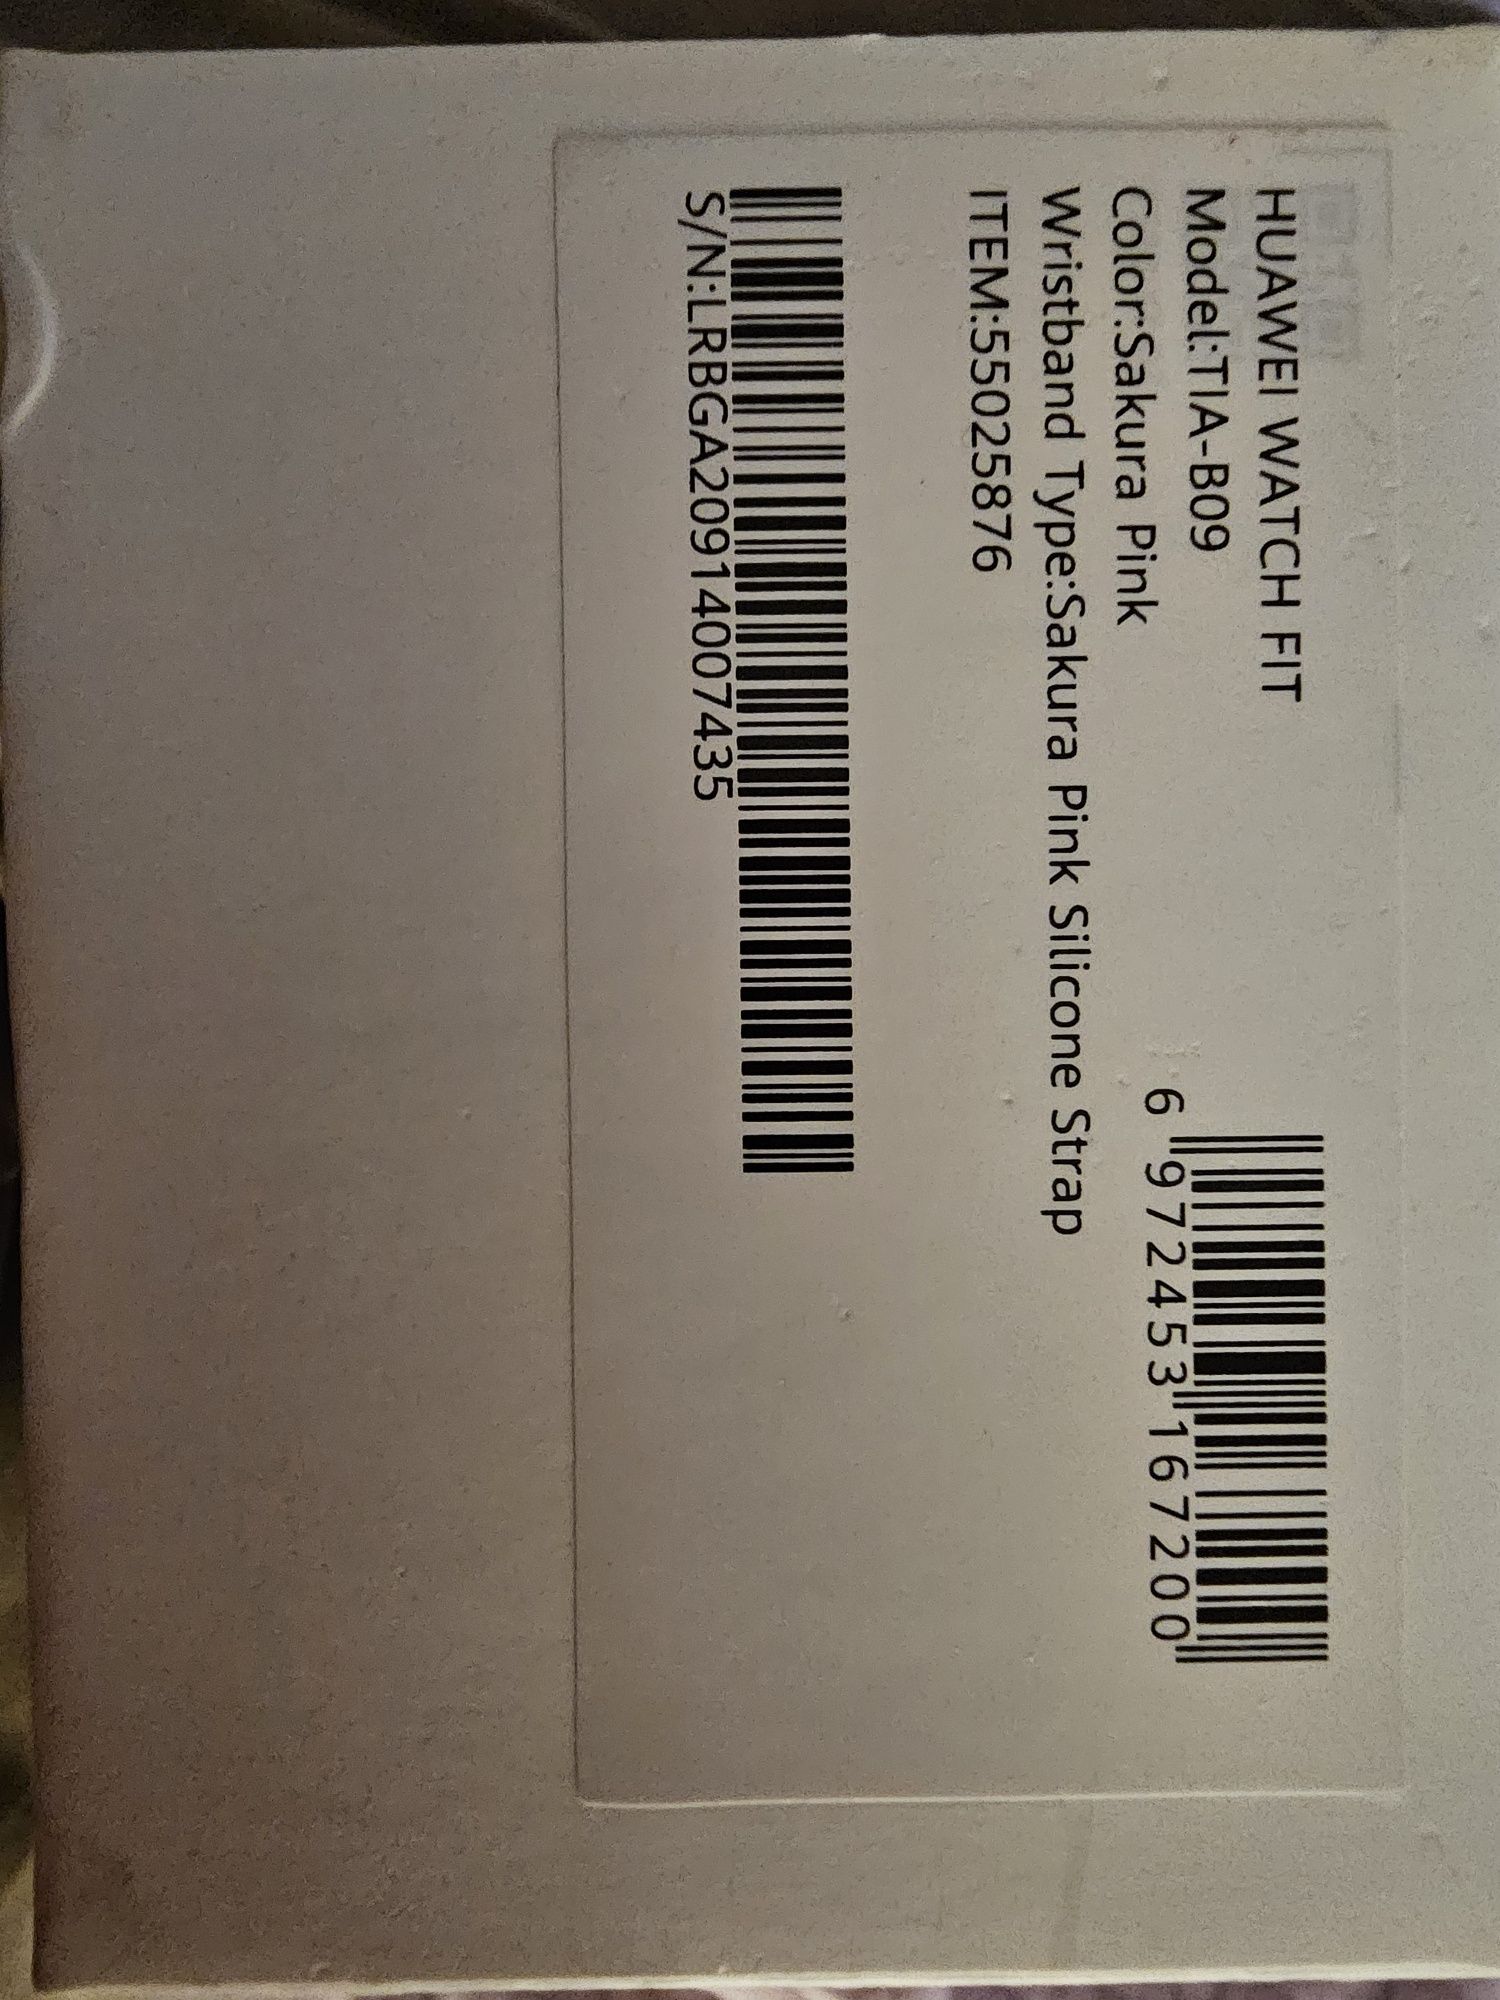 HUAWEI WATCH FIT
Model:TIA-B09
Color:Sakura Pink
Wristband Type:Sakura Pink Silicone Strap
ITEM:55025876
6 972453 167200
S/N:LRBGA20914007435